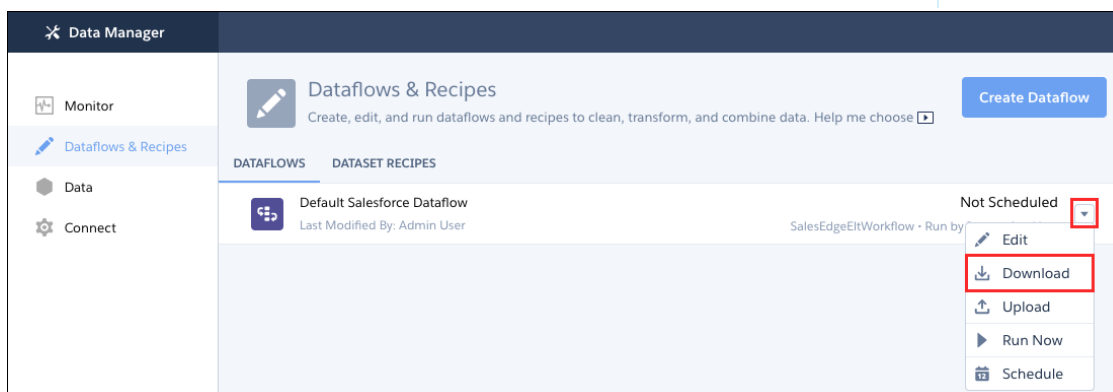 Data Manager
Monitor
Dataflows & Recipes
Data
Connect
Dataflows & Recipes
Create, edit, and run dataflows and recipes to clean, transform, and combine data. Help me choose
Create Dataflow
DATAFLOWS DATASET RECIPES
Default Salesforce Dataflow
Last Modified By: Admin User
Not Scheduled
SalesEdgeEltWorkflow • Run by
Edit
Download
Upload
Run Now
12
Schedule